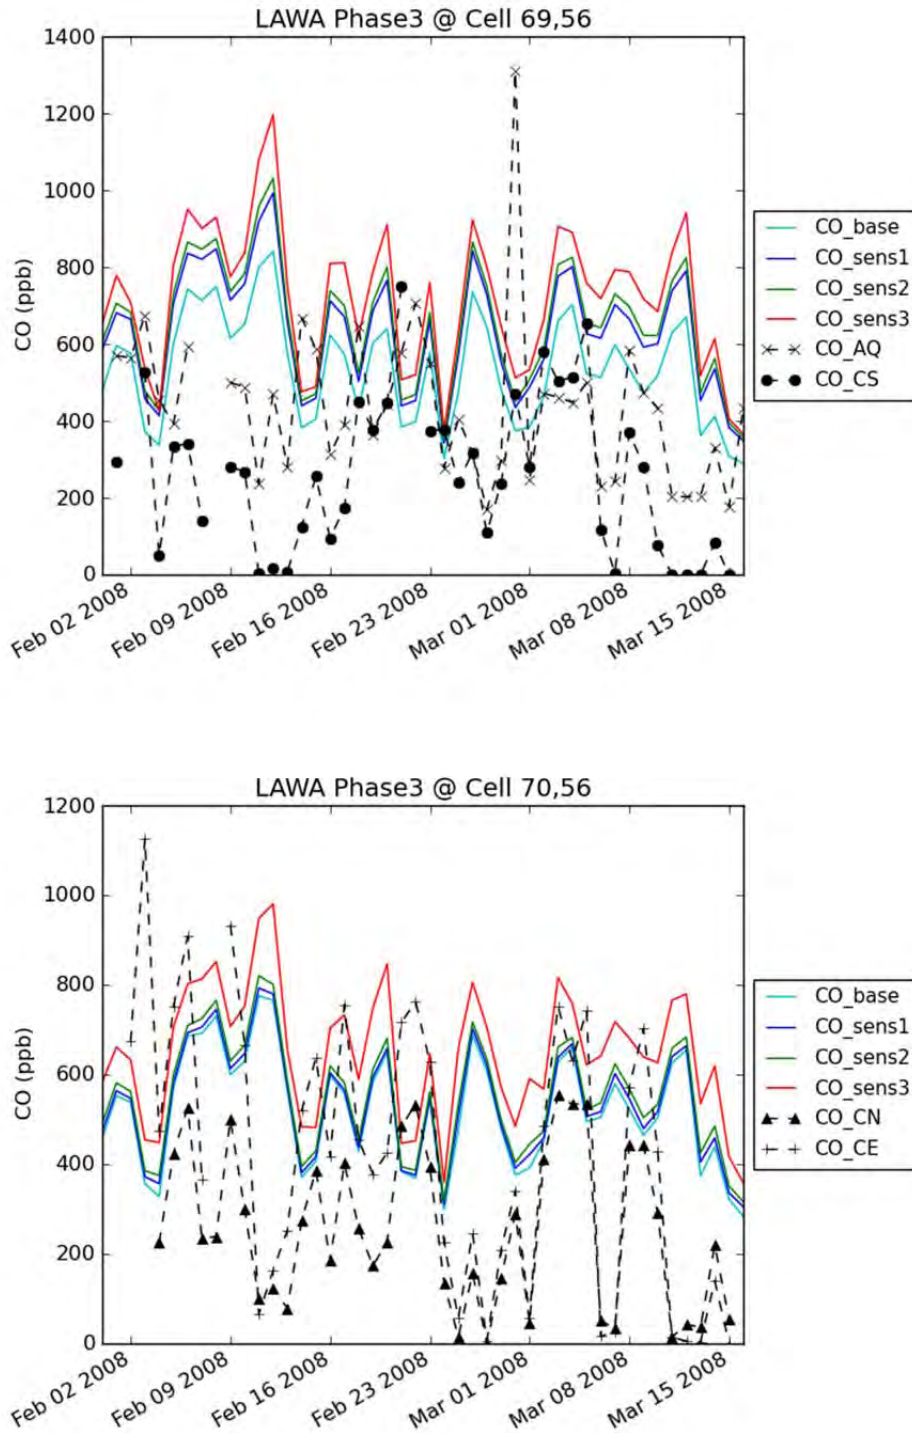 LAWA Phase3 @ Cell 69,56
1400
1200
1000
800
600
400
200
0
CO (ppb)
Feb 02 2008
Feb 09 2008
Feb 16 2008
Feb 23 2008
Mar 01 2008
Mar 08 2008
Mar 15 2008
CO_base
CO_sens1
CO_sens2
CO_sens3
CO_AQ
CO_CS
LAWA Phase3 @ Cell 70,56
1200
1000
800
600
400
200
0
CO (ppb)
Feb 02 2008
Feb 09 2008
Feb 16 2008
Feb 23 2008
Mar 01 2008
Mar 08 2008
Mar 15 2008
CO_base
CO_sens1
CO_sens2
CO_sens3
CO_CN
CO_CE